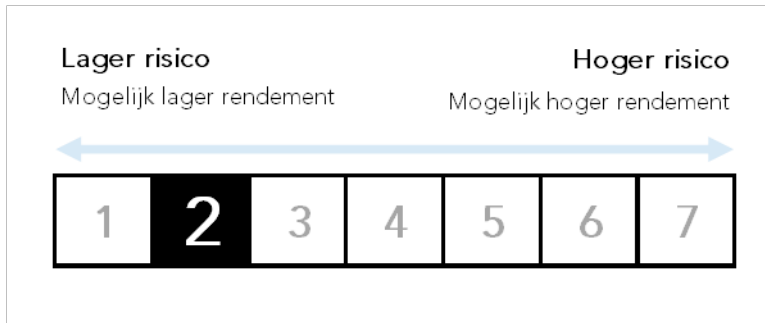 Lager risico
Hoger risico
Mogelijk lager rendement
Mogelijk hoger rendement
1 2 3 4 5 6 7